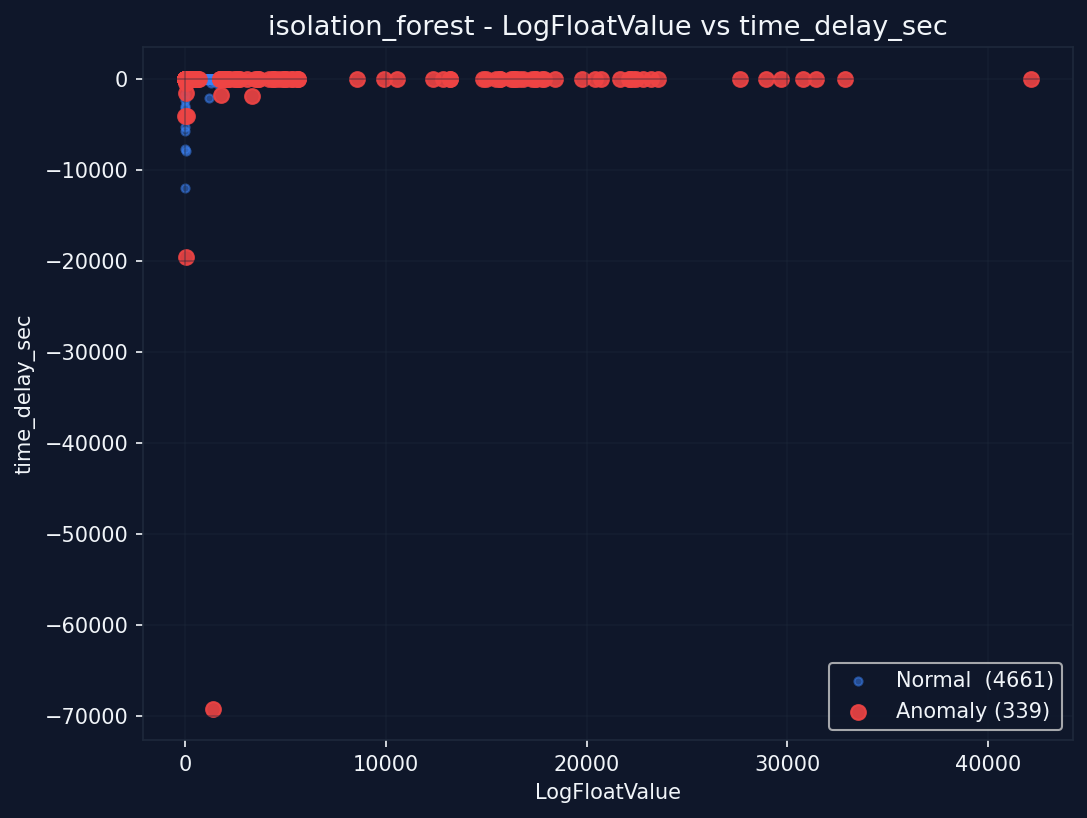 isolation_forest - LogFloatValue vs time_delay_sec
0
−10000
−20000
−30000
−40000
−50000
−60000
−70000
time_delay_sec
Normal (4661)
Anomaly (339)
0 10000 20000 30000 40000
LogFloatValue